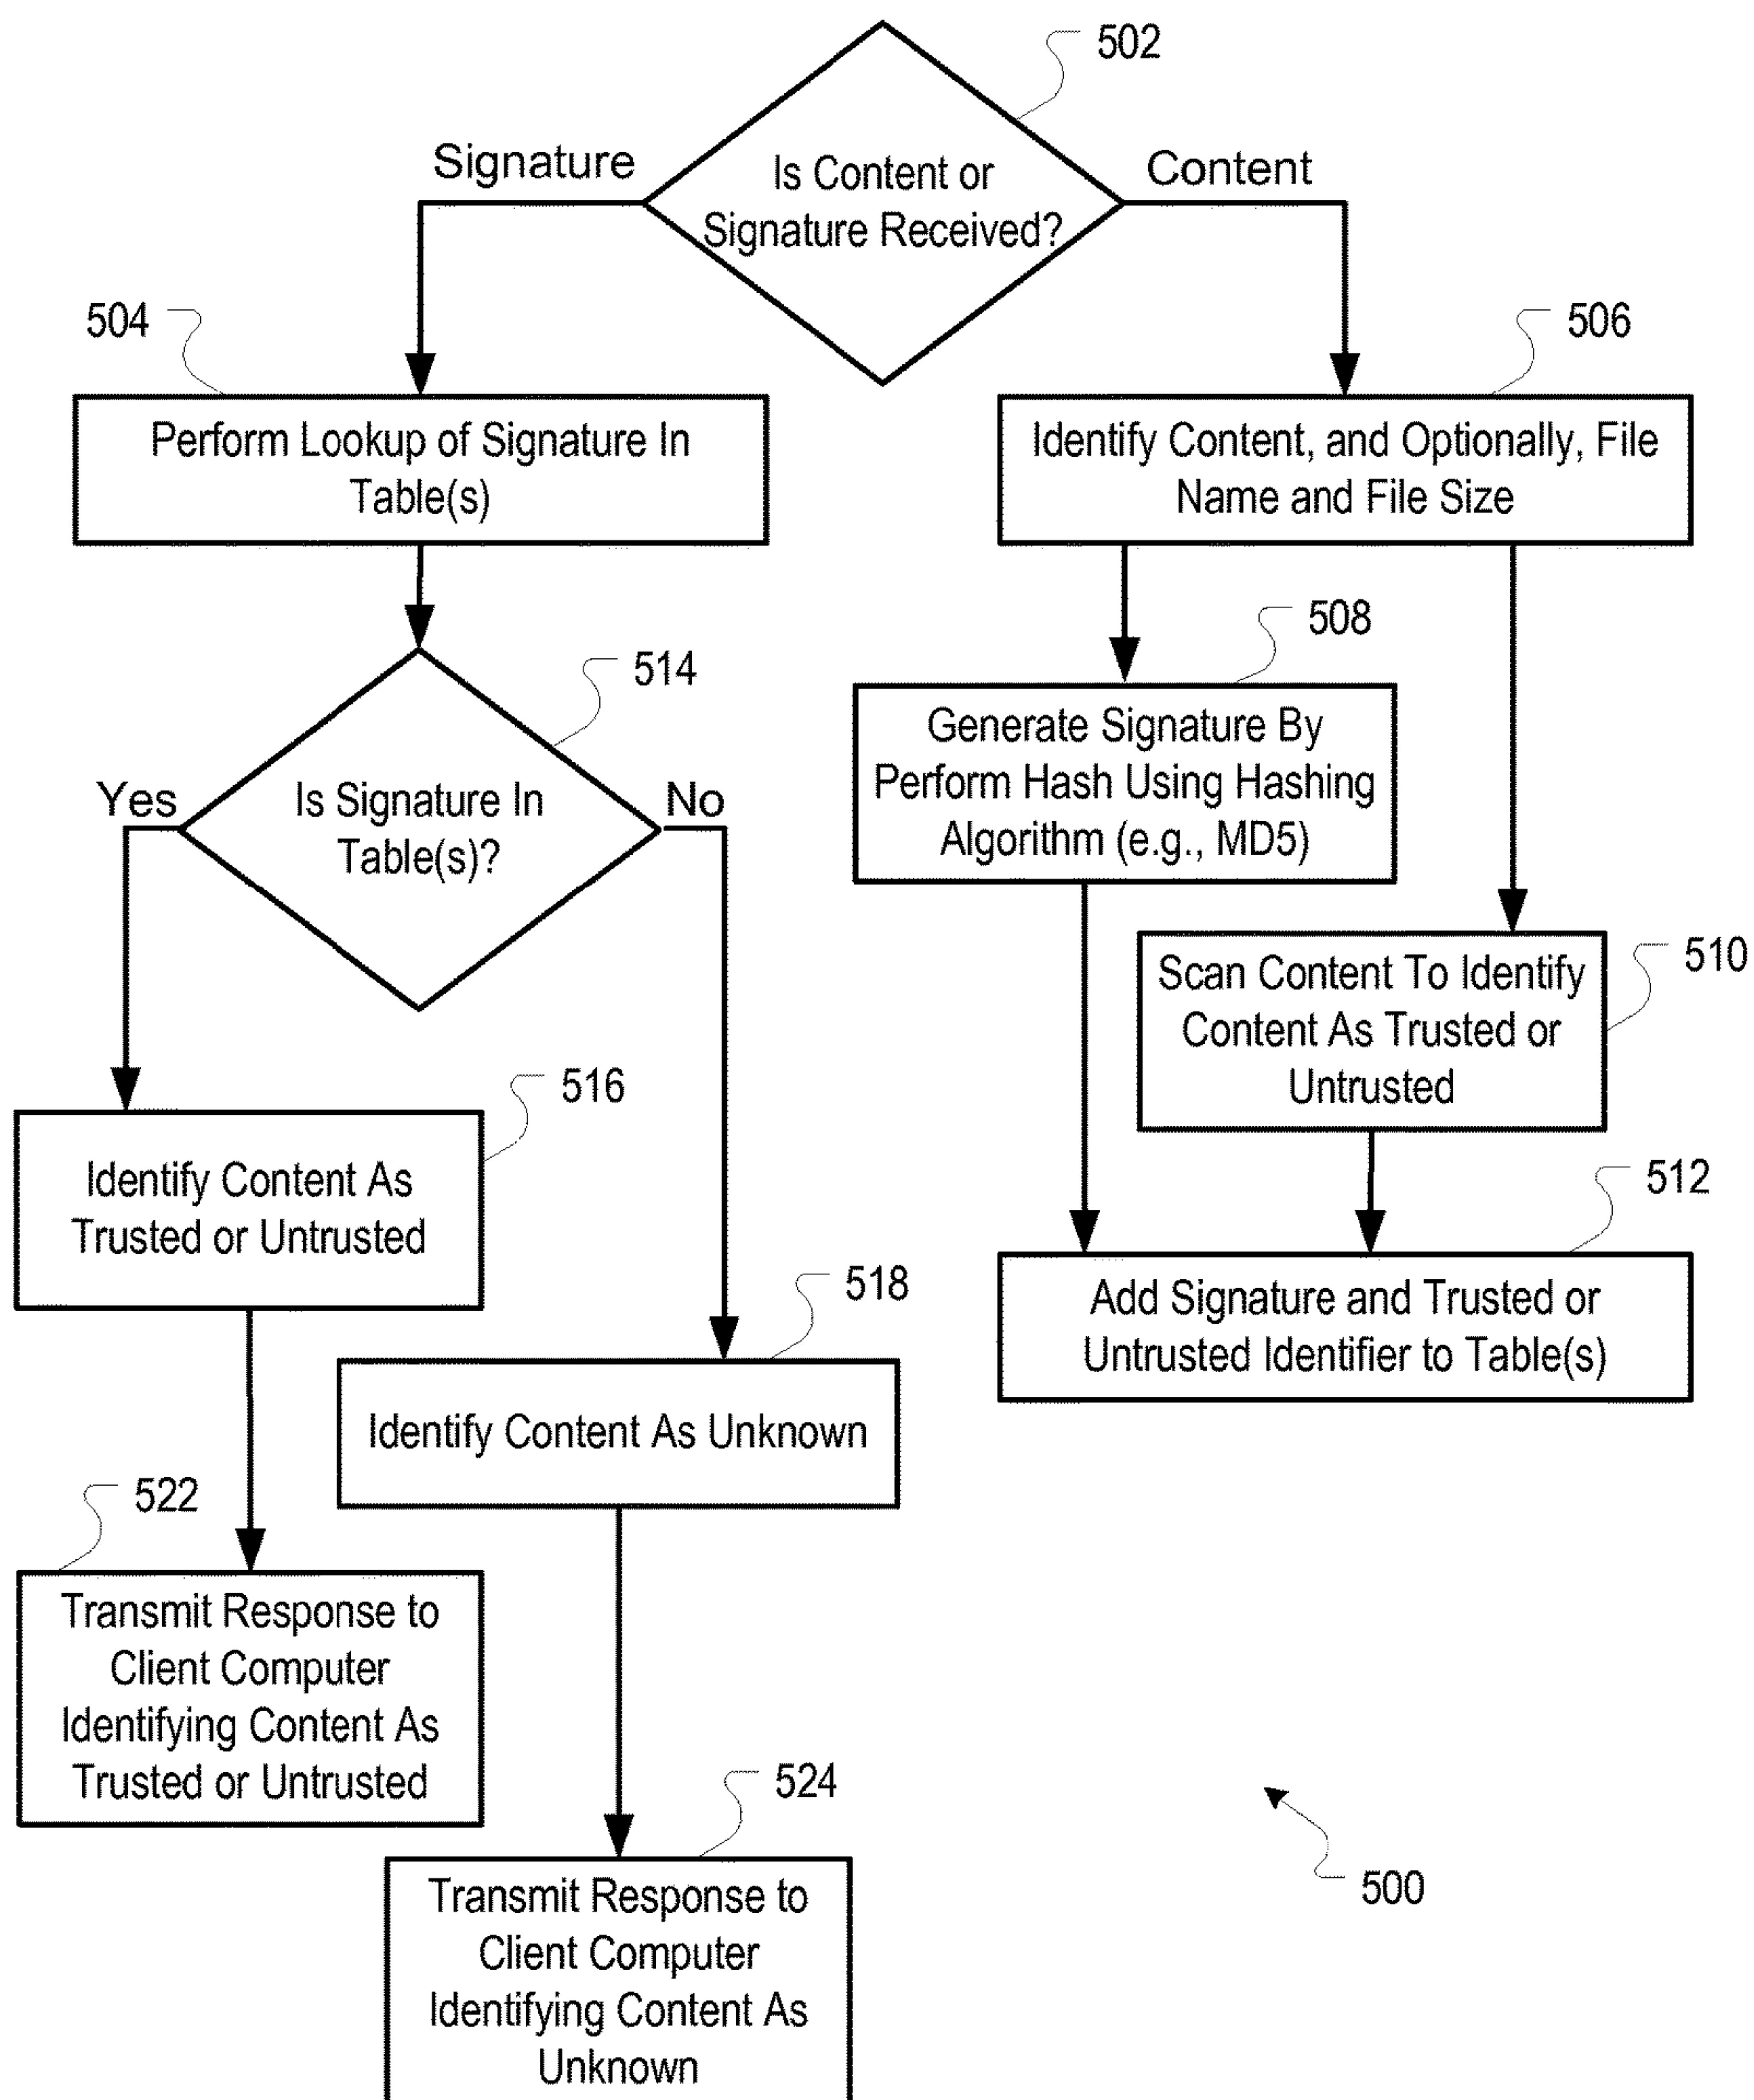 502
Signature
Is Content or
Signature Received?
Content
504
506
Perform Lookup of Signature In
Table(s)
Identify Content, and Optionally, File
Name and File Size
508
514
Generate Signature By
Perform Hash Using Hashing
Algorithm (e.g., MD5)
Yes
Is Signature In
Table(s)?
No
510
Scan Content To Identify
Content As Trusted or
Untrusted
516
512
Identify Content As
Trusted or Untrusted
518
Add Signature and Trusted or
Untrusted Identifier to Table(s)
Identify Content As Unknown
522
Transmit Response to
Client Computer
Identifying Content As
Trusted or Untrusted
524
Transmit Response to
Client Computer
Identifying Content As
Unknown
500